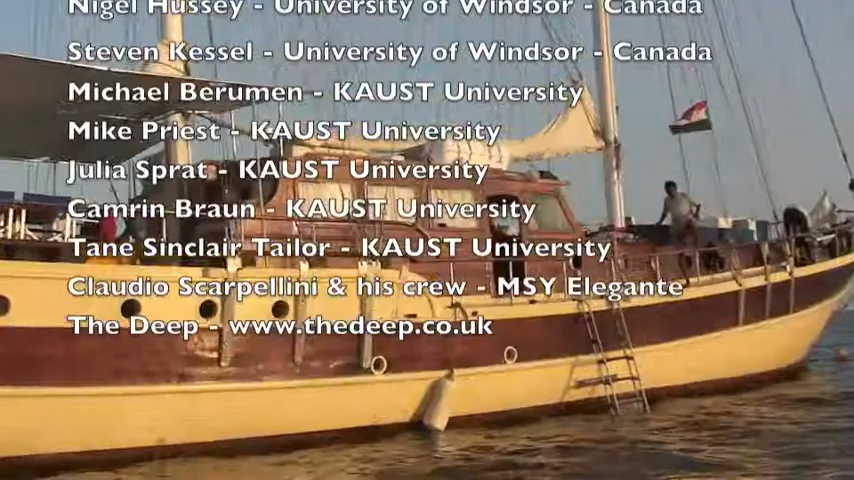 Nigel Hussey - University of Windsor - Canada
Steven Kessel - University of Windsor - Canada
Michael Berumen - KAUST University
Mike Priest - KAUST University
Julia Sprat - KAUST University
Camrin Braun - KAUST University
Tane Sinclair Tailor - KAUST University
Claudio Scarpellini & his crew - MSY Elegante
The Deep - www.thedeep.co.uk